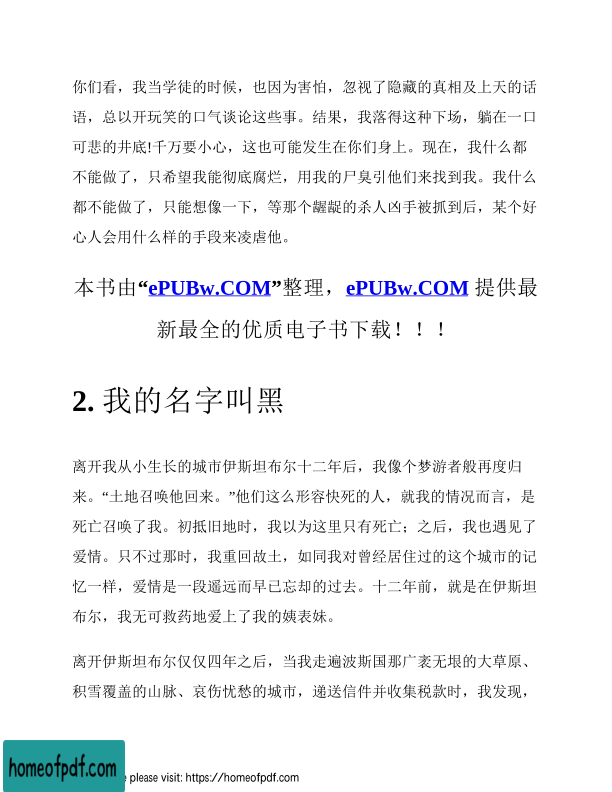 你们看，我当学徒的时候，也因为害怕，忽视了隐藏的真相及上天的话
语，总以开玩笑的口气谈论这些事。结果，我落得这种下场，躺在一口
可悲的井底!千万要小心，这也可能发生在你们身上。现在，我什么都
不能做了，只希望我能彻底腐烂，用我的尸臭引他们来找到我。我什么
都不能做了，只能想像一下，等那个龌龊的杀人凶手被抓到后，某个好
心人会用什么样的手段来凌虐他。
本书由“ePUBw.COM”整理，ePUBw.COM 提供最
新最全的优质电子书下载！！！
2. 我的名字叫黑
离开我从小生长的城市伊斯坦布尔十二年后，我像个梦游者般再度归
来。“土地召唤他回来。”他们这么形容快死的人，就我的情况而言，是
死亡召唤了我。初抵旧地时，我以为这里只有死亡；之后，我也遇见了
爱情。只不过那时，我重回故土，如同我对曾经居住过的这个城市的记
忆一样，爱情是一段遥远而早已忘却的过去。十二年前，就是在伊斯坦
布尔，我无可救药地爱上了我的姨表妹。
离开伊斯坦布尔仅仅四年之后，当我走遍波斯国那广袤无垠的大草原、
积雪覆盖的山脉、哀伤忧愁的城市，递送信件并收集税款时，我发现，
homeofpdf.com
e please visit: https://homeofpdf.com